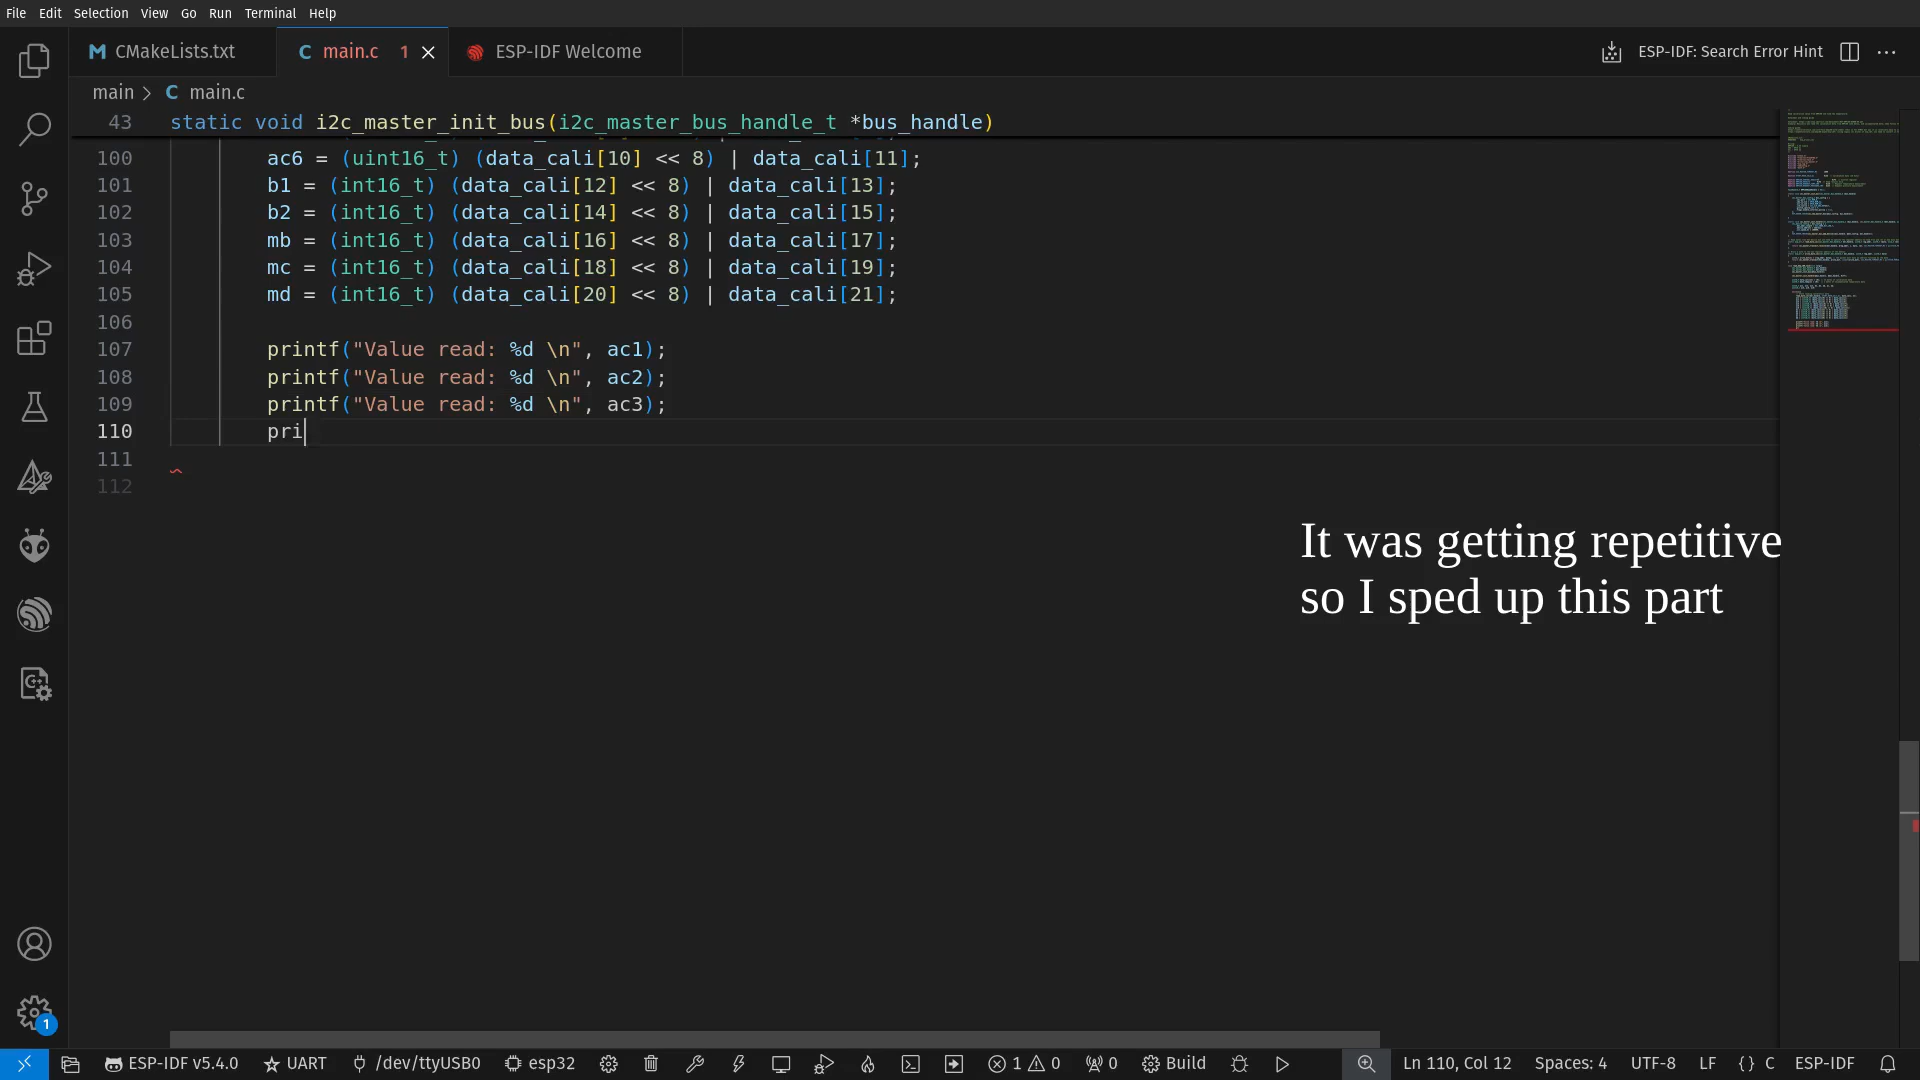 File Edit Selection View Go Run Terminal Help
CMakeLists.txt
main.c 1
ESP-IDF Welcome
ESP-IDF: Search Error Hint
main > C main.c
43 static void i2c_master_init_bus(i2c_master_bus_handle_t *bus_handle)
100 ac6 = (uint16_t) (data_cali[10] << 8) | data_cali[11];
101 b1 = (int16_t) (data_cali[12] << 8) | data_cali[13];
102 b2 = (int16_t) (data_cali[14] << 8) | data_cali[15];
103 mb = (int16_t) (data_cali[16] << 8) | data_cali[17];
104 mc = (int16_t) (data_cali[18] << 8) | data_cali[19];
105 md = (int16_t) (data_cali[20] << 8) | data_cali[21];
106
107 printf("Value read: %d \n", ac1);
108 printf("Value read: %d \n", ac2);
109 printf("Value read: %d \n", ac3);
110 pri
111
112
It was getting repetitive
so I sped up this part
1
ESP-IDF v5.4.0 UART /dev/ttyUSB0 esp32 1 0 0 Build Ln 110, Col 12 Spaces: 4 UTF-8 LF {} C ESP-IDF